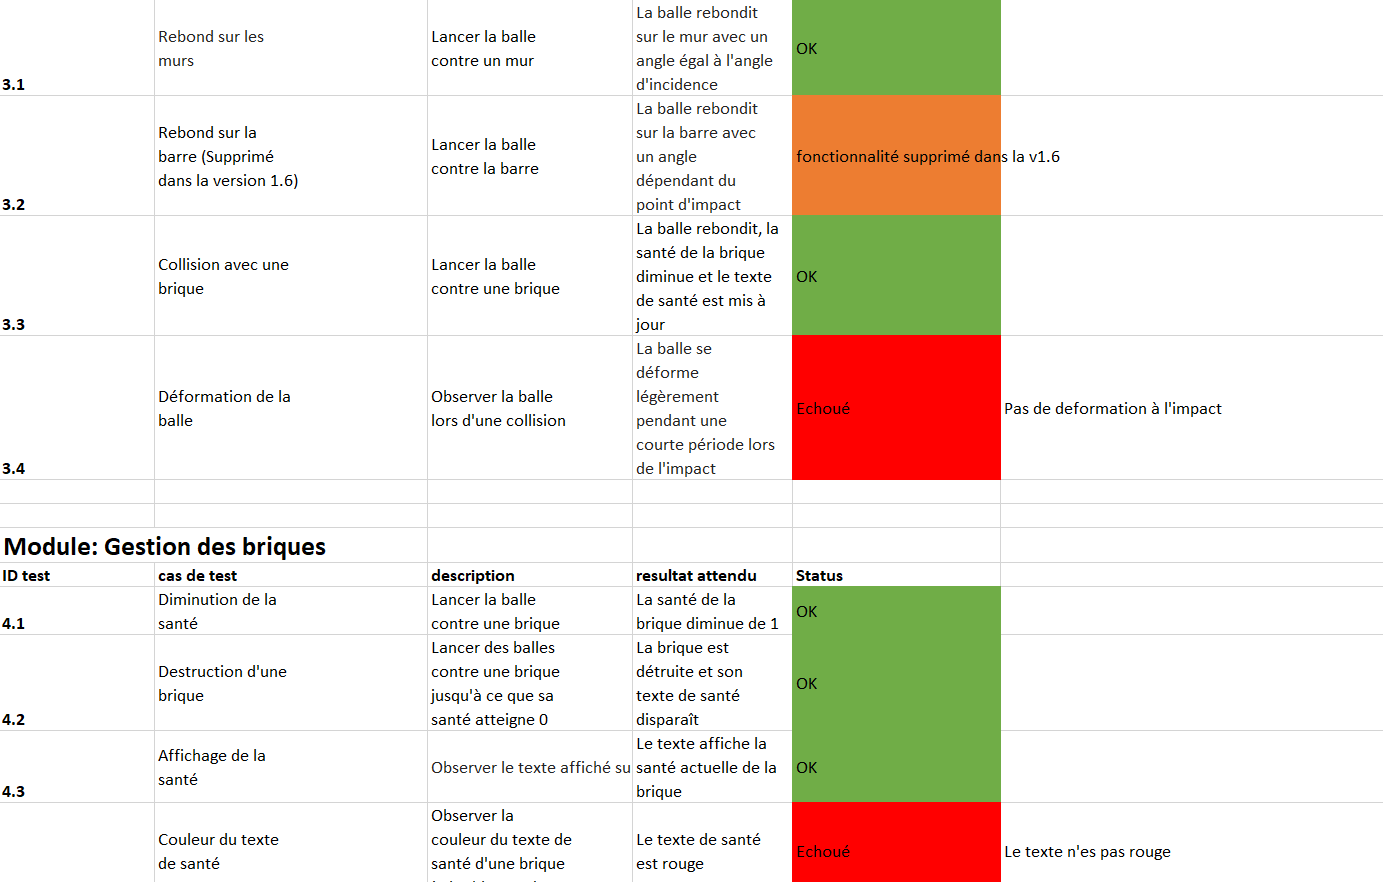 3.1
Rebond sur les
murs
Lancer la balle
contre un mur
La balle rebondit
sur le mur avec un
angle égal à l'angle
d'incidence
OK
3.2
Rebond sur la
barre (Supprimé
dans la version 1.6)
Lancer la balle
contre la barre
La balle rebondit
sur la barre avec
un angle
dépendant du
point d'impact
fonctionnalité supprimé dans la v1.6
3.3
Collision avec une
brique
Lancer la balle
contre une brique
La balle rebondit, la
santé de la brique
diminue et le texte
de santé est mis à
jour
OK
3.4
Déformation de la
balle
Observer la balle
lors d'une collision
La balle se
déforme
légèrement
pendant une
courte période lors
de l'impact
Echoué
Pas de deformation à l'impact
Module: Gestion des briques
ID test
cas de test
description
resultat attendu
Status
4.1
Diminution de la
santé
Lancer la balle
contre une brique
La santé de la
brique diminue de 1
OK
4.2
Destruction d'une
brique
Lancer des balles
contre une brique
jusqu'à ce que sa
santé atteigne 0
La brique est
détruite et son
texte de santé
disparaît
OK
4.3
Affichage de la
santé
Observer le texte affiché su
Le texte affiche la
santé actuelle de la
brique
OK
Couleur du texte
de santé
Observer la
couleur du texte de
santé d'une brique
Le texte de santé
est rouge
Echoué
Le texte n'es pas rouge